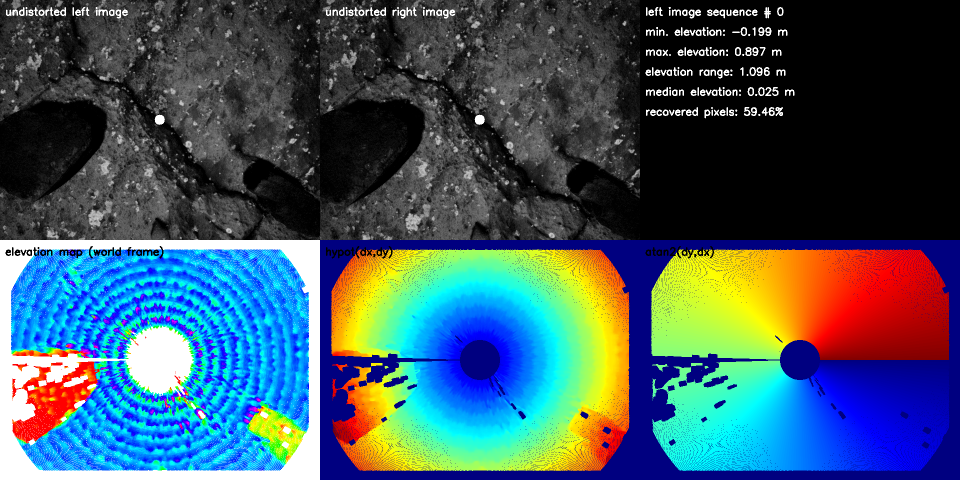 undistorted left image
undistorted right image
left image sequence # 0
min. elevation: −0.199 m
max. elevation: 0.897 m
elevation range: 1.096 m
median elevation: 0.025 m
recovered pixels: 59.46%
elevation map (world frame)
hypot(dx,dy)
atan2(dy,dx)